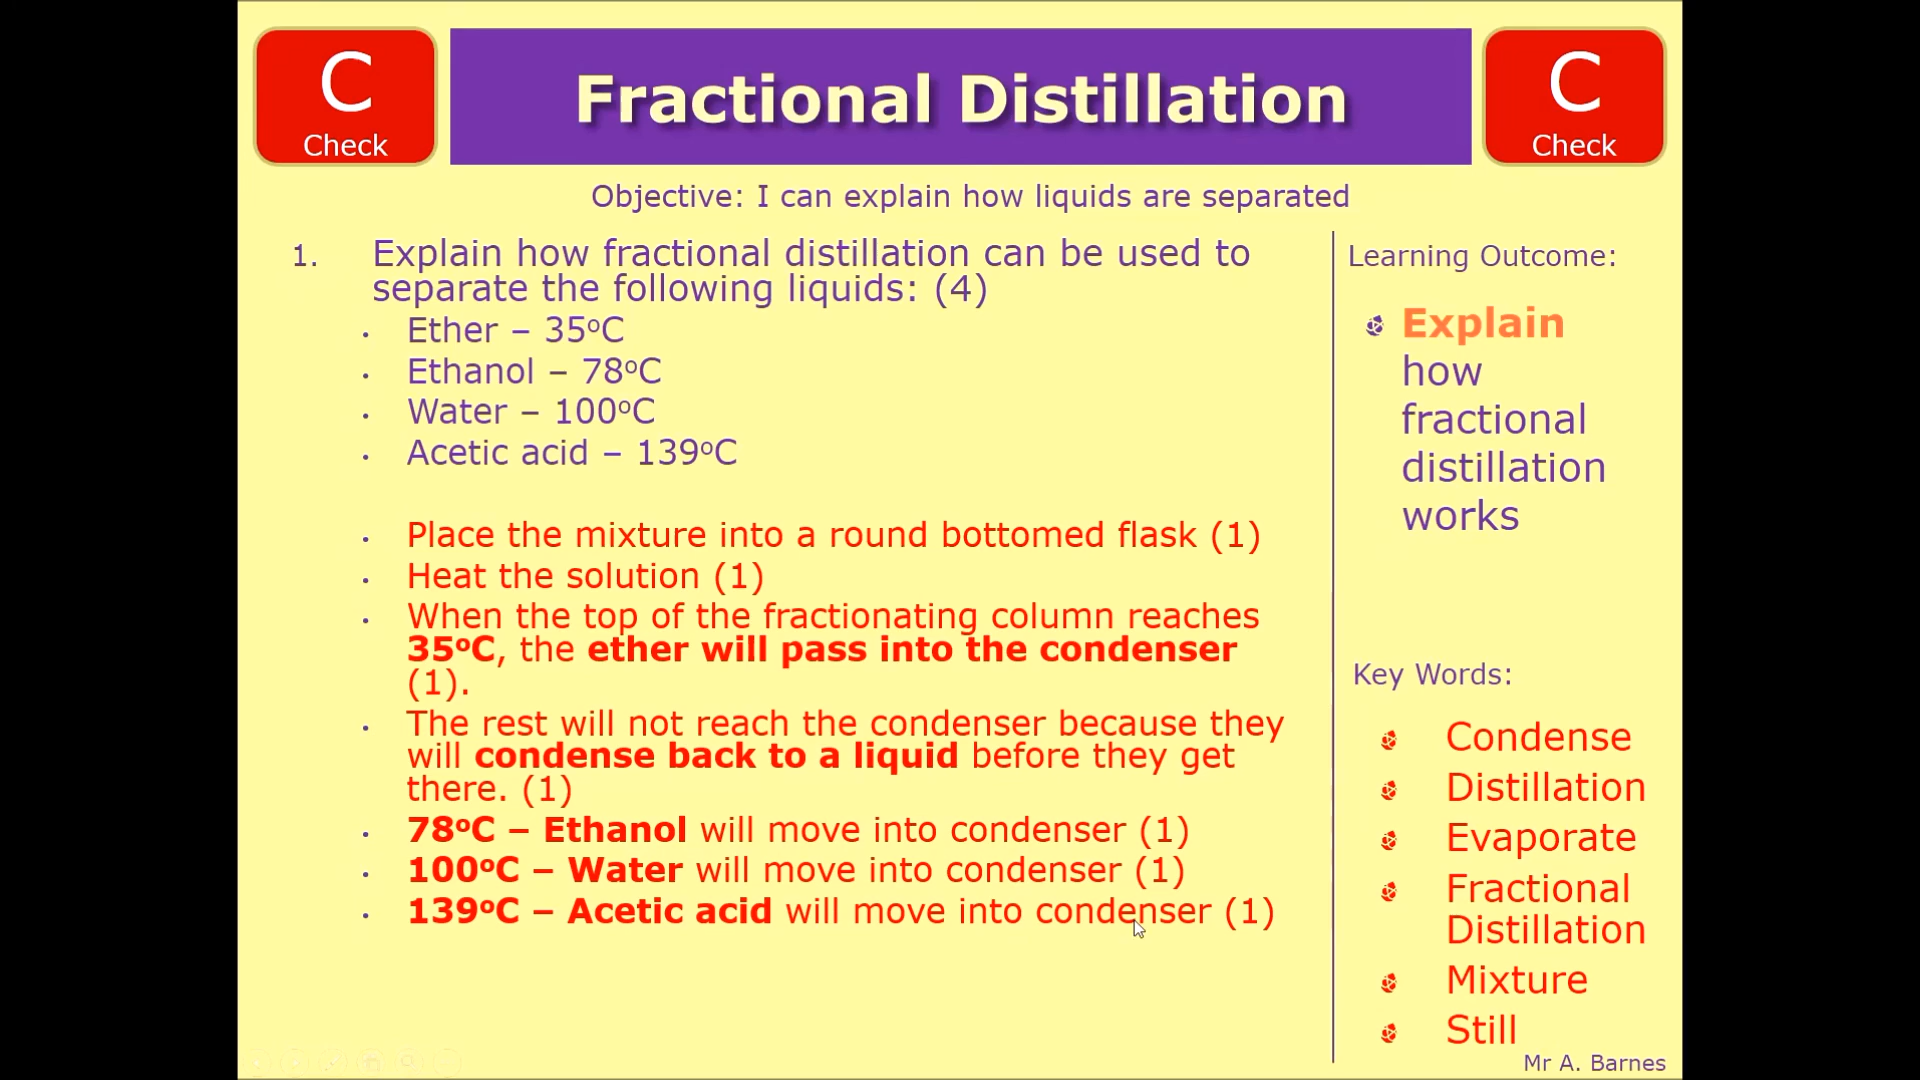 C
Check
Fractional Distillation
C
Check
Objective: I can explain how liquids are separated
1. Explain how fractional distillation can be used to
separate the following liquids: (4)
• Ether – 35ºC
• Ethanol – 78ºC
• Water – 100ºC
• Acetic acid – 139ºC
• Place the mixture into a round bottomed flask (1)
• Heat the solution (1)
• When the top of the fractionating column reaches
35ºC, the ether will pass into the condenser
(1).
• The rest will not reach the condenser because they
will condense back to a liquid before they get
there. (1)
• 78ºC – Ethanol will move into condenser (1)
• 100ºC – Water will move into condenser (1)
• 139ºC – Acetic acid will move into condenser (1)
Learning Outcome:
Explain
how
fractional
distillation
works
Key Words:
Condense
Distillation
Evaporate
Fractional
Distillation
Mixture
Still
Mr A. Barnes